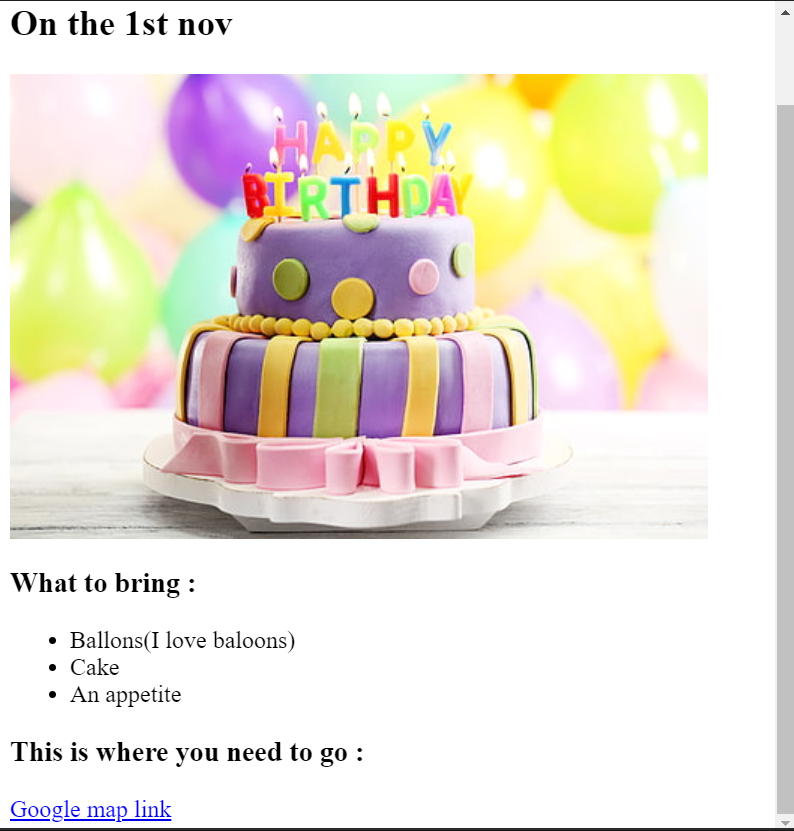 On the 1st nov
HAPPY
BIRTHDAY
What to bring :
Ballons(I love baloons)
Cake
An appetite
This is where you need to go :
Google map link